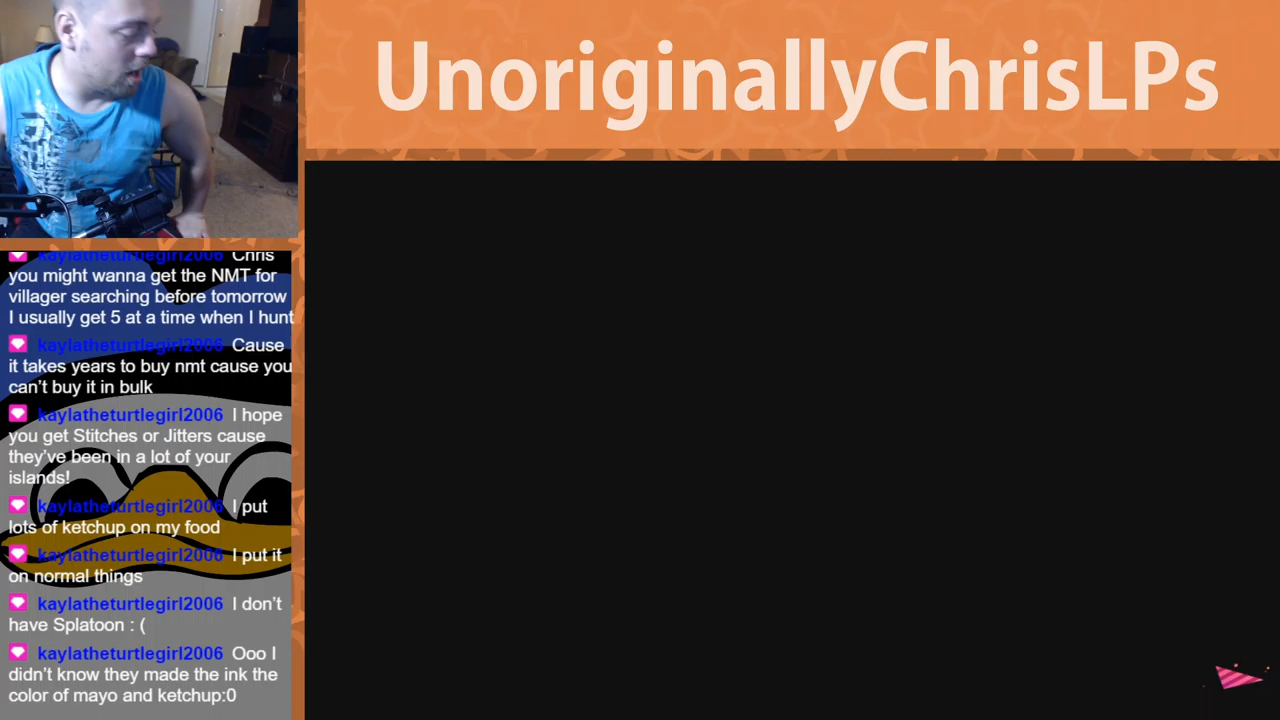 UnoriginallyChrisLPs
kaylatheturtlegirl2006 Chris
you might wanna get the NMT for
villager searching before tomorrow
I usually get 5 at a time when I hunt
kaylatheturtlegirl2006 Cause
it takes years to buy nmt cause you
can't buy it in bulk
kaylatheturtlegirl2006 I hope
you get Stitches or Jitters cause
they've been in a lot of your
islands!
kaylatheturtlegirl2006 I put
lots of ketchup on my food
kaylatheturtlegirl2006 I put it
on normal things
kaylatheturtlegirl2006 I don't
have Splatoon : (
kaylatheturtlegirl2006 Ooo I
didn't know they made the ink the
color of mayo and ketchup:0